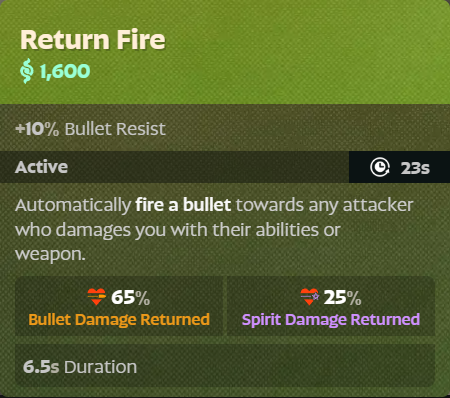 Return Fire
1,600
+10% Bullet Resist
Active 23s
Automatically fire a bullet towards any attacker
who damages you with their abilities or
weapon.
65% 25%
Bullet Damage Returned Spirit Damage Returned
6.5s Duration